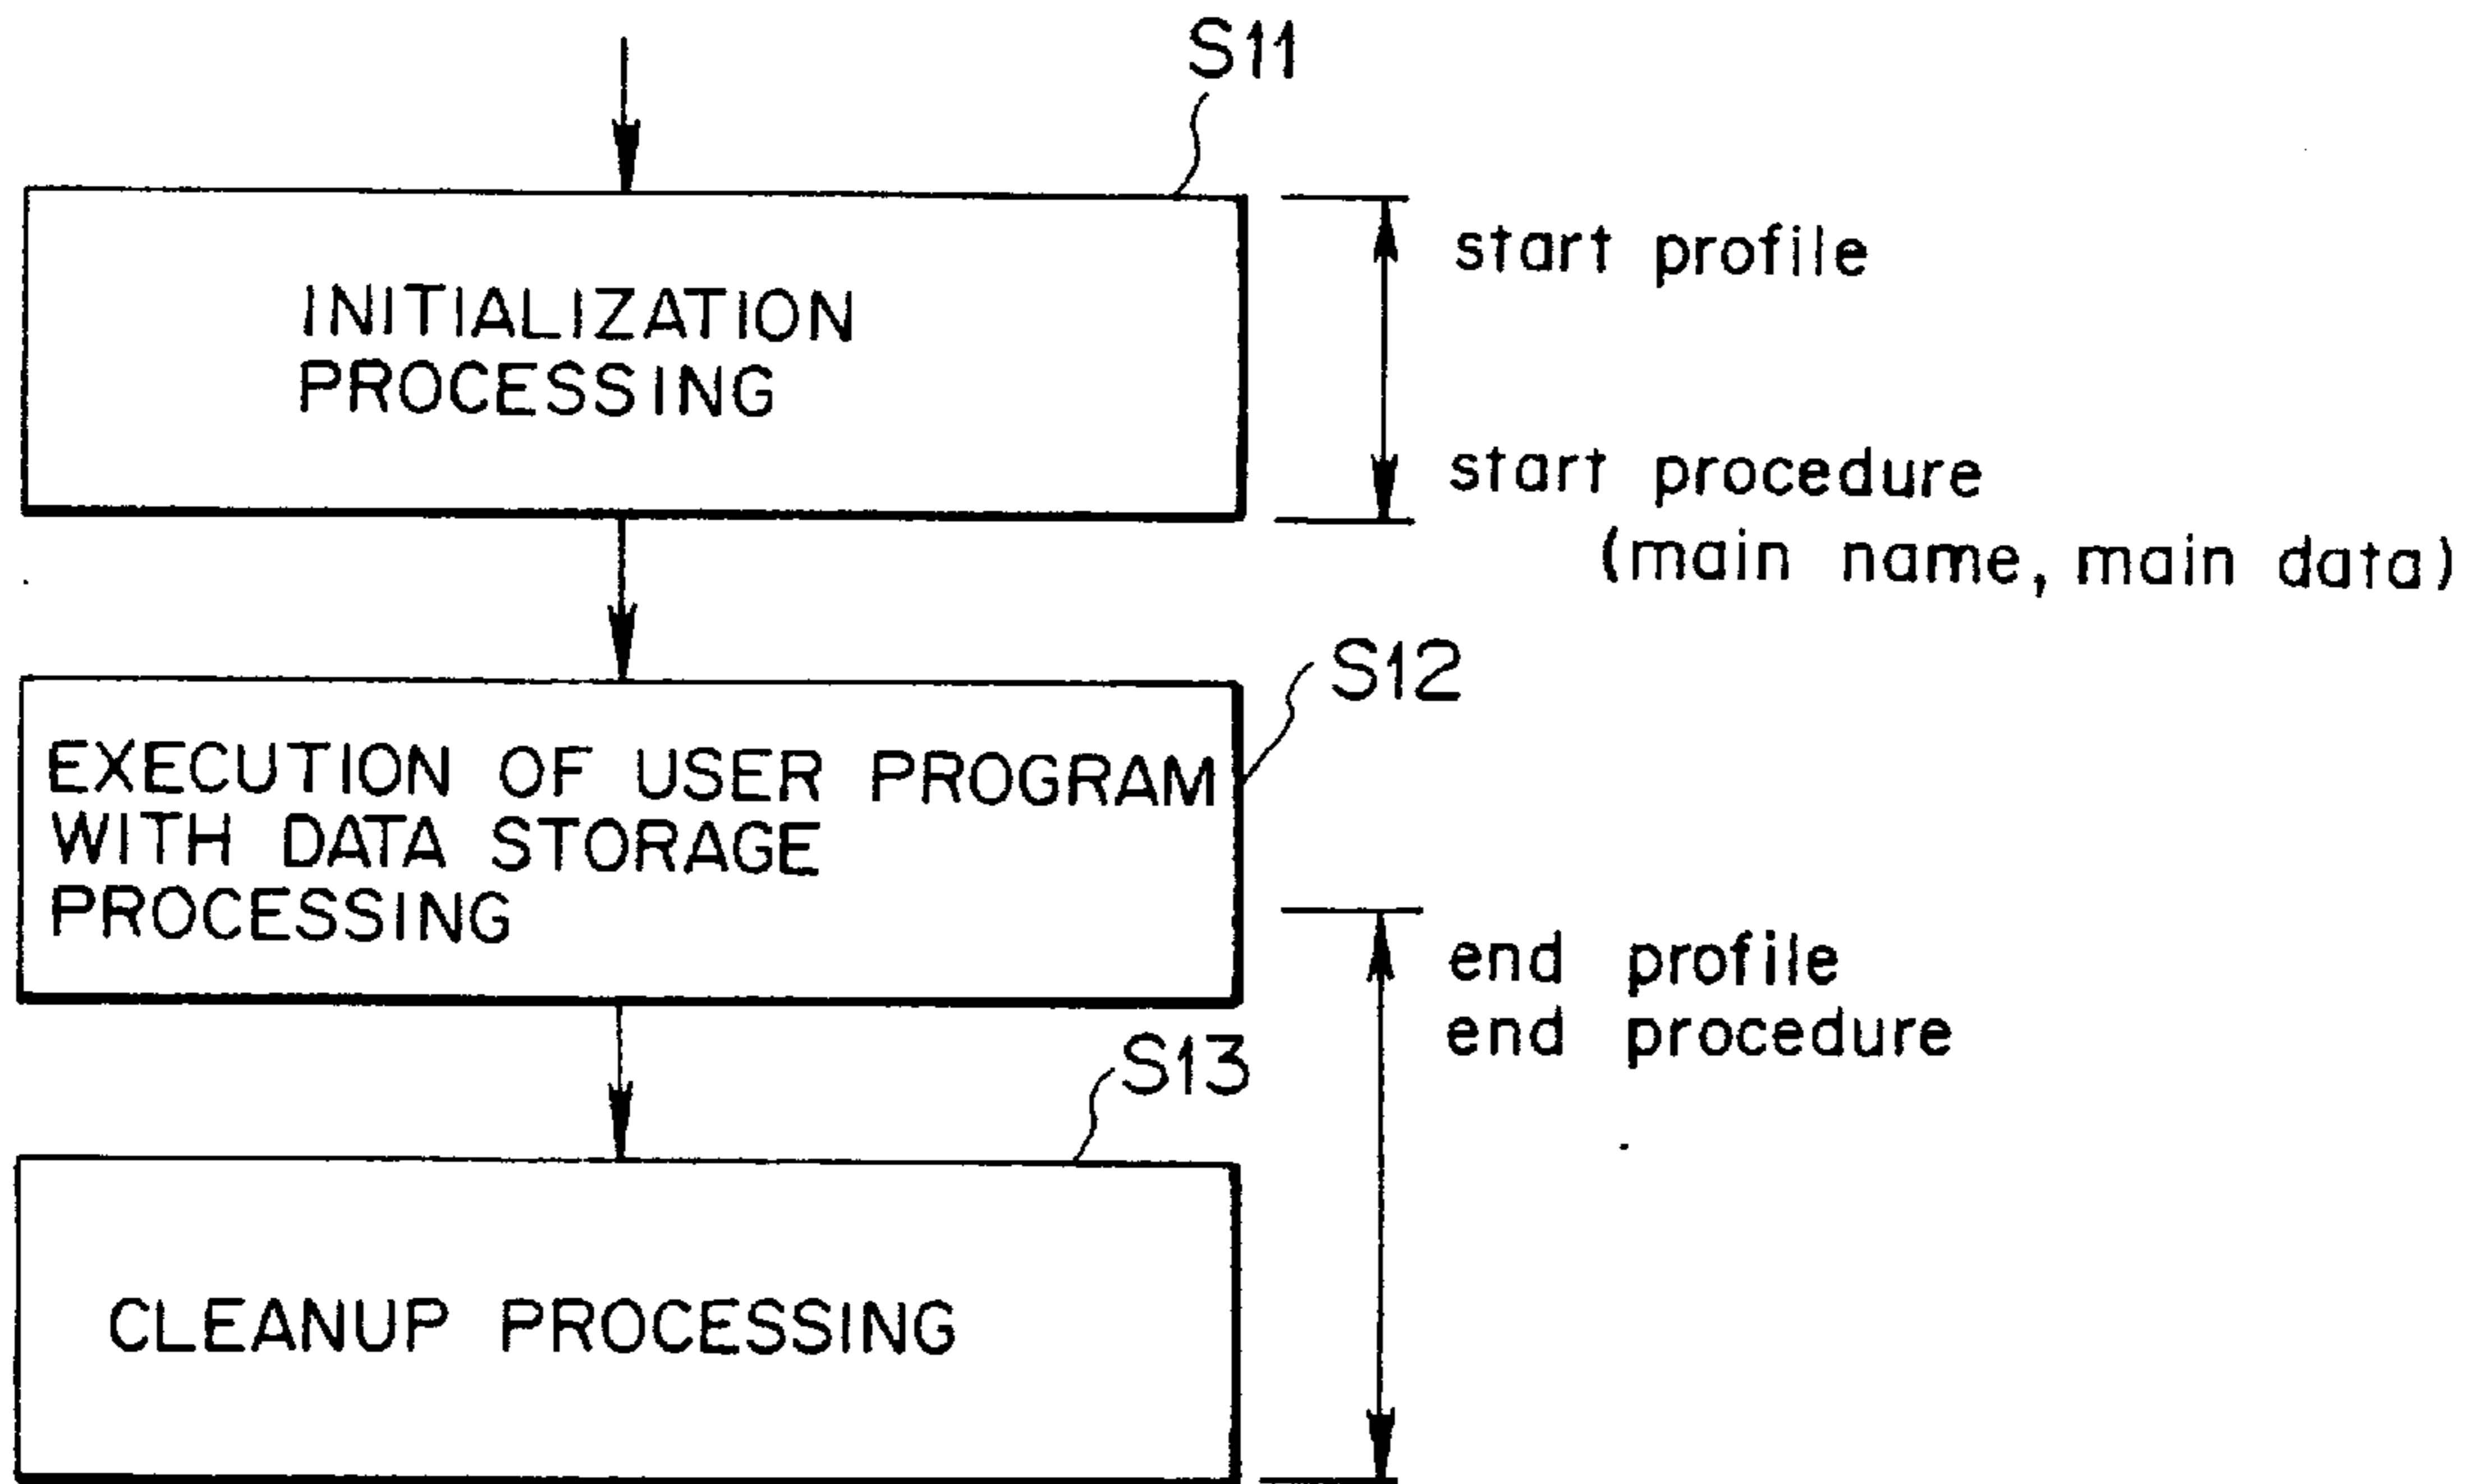 S11
INITIALIZATION
PROCESSING
start profile
start procedure
(main name, main data)
S12
EXECUTION OF USER PROGRAM
WITH DATA STORAGE
PROCESSING
end profile
end procedure
S13
CLEANUP PROCESSING